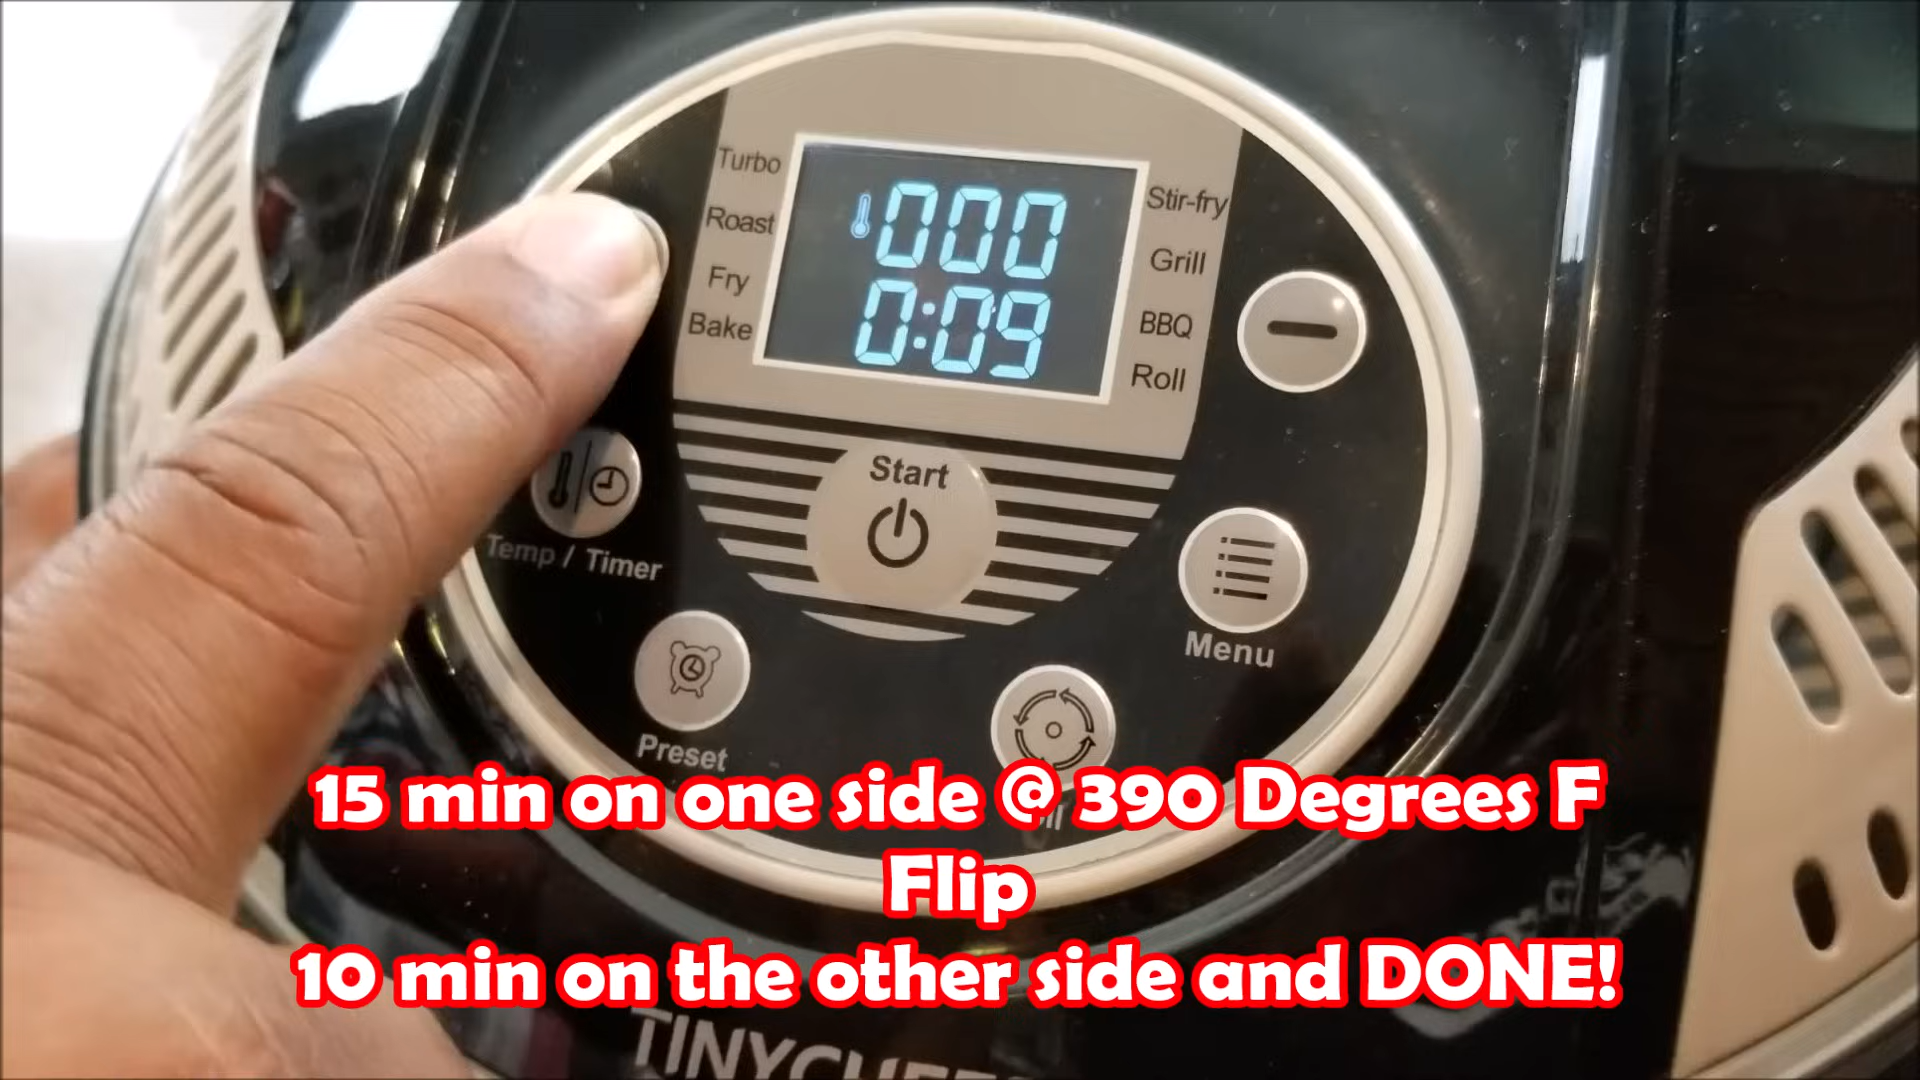 Turbo
Roast
Fry
Bake
000
0:09
Stir-fry
Grill
BBQ
Roll
Start
Temp / Timer
Menu
Preset
15 min on one side @ 390 Degrees F
Flip
10 min on the other side and DONE!